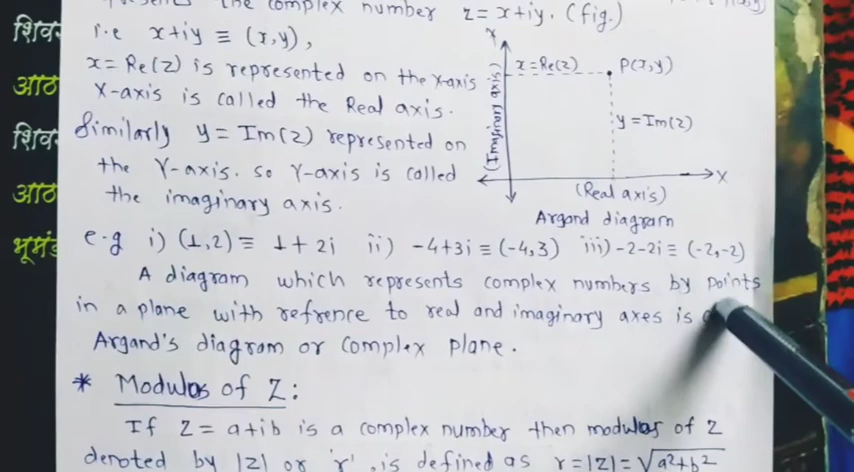 the complex number z = x+iy. (fig.)
i.e x+iy ≡ (x,y),
x = Re(z) is represented on the x-axis
X-axis is called the Real axis.
Similarly y = Im(z) represented on
the Y-axis. so Y-axis is called
the imaginary axis.
Y
x = Re(z)
P(x,y)
(Imaginary axis)
y = Im(z)
X
(Real axis)
Argand diagram
e.g i) (1,2) ≡ 1+2i ii) -4+3i ≡ (-4,3) iii) -2-2i ≡ (-2,-2)
A diagram which represents complex numbers by points
in a plane with refrence to real and imaginary axes is
Argand's diagram or complex plane.
* Modulus of Z:
If Z = a+ib is a complex number then modulus of Z
denoted by |Z| or 'r', is defined as r = |Z| = √a²+b²
शिव
आठ
शिव
आठ